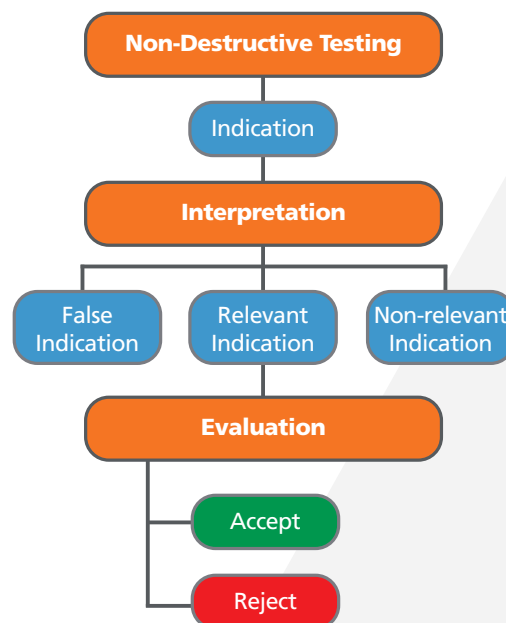 Non-Destructive Testing
Indication
Interpretation
False
Indication
Relevant
Indication
Non-relevant
Indication
Evaluation
Accept
Reject